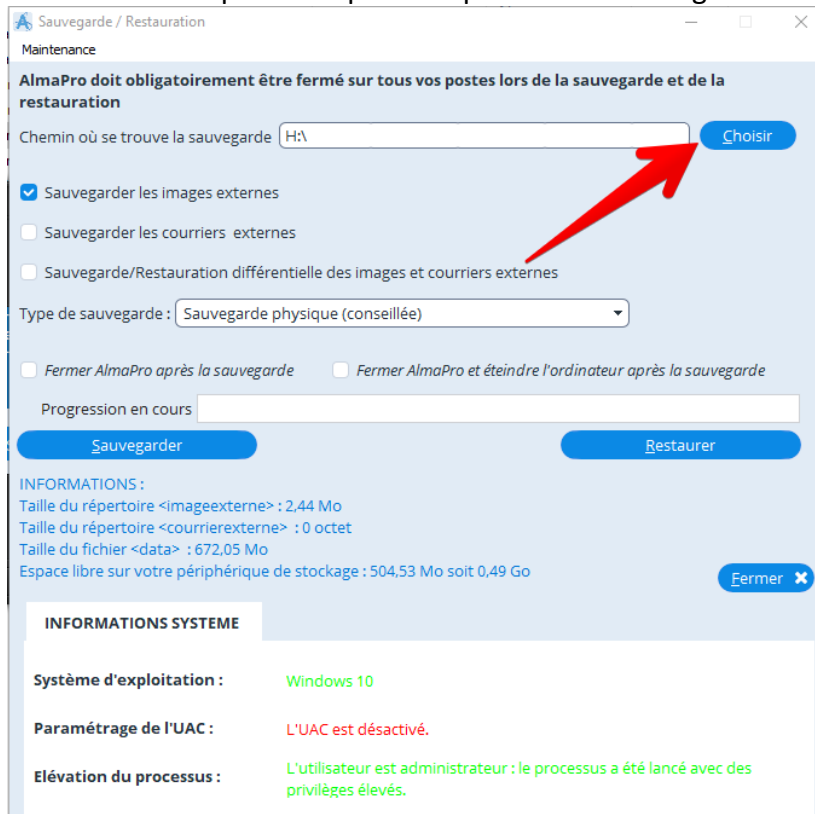 Sauvegarde / Restauration
Maintenance
AlmaPro doit obligatoirement être fermé sur tous vos postes lors de la sauvegarde et de la
restauration
Chemin où se trouve la sauvegarde H:\ Choisir
Sauvegarder les images externes
Sauvegarder les courriers externes
Sauvegarde/Restauration différentielle des images et courriers externes
Type de sauvegarde : Sauvegarde physique (conseillée)
Fermer AlmaPro après la sauvegarde Fermer AlmaPro et éteindre l'ordinateur après la sauvegarde
Progression en cours
Sauvegarder Restaurer
INFORMATIONS :
Taille du répertoire <imageexterne> : 2,44 Mo
Taille du répertoire <courrierexterne> : 0 octet
Taille du fichier <data> : 672,05 Mo
Espace libre sur votre périphérique de stockage : 504,53 Mo soit 0,49 Go
Fermer
INFORMATIONS SYSTEME
Système d'exploitation : Windows 10
Paramétrage de l'UAC : L'UAC est désactivé.
Elévation du processus : L'utilisateur est administrateur : le processus a été lancé avec des
privilèges élevés.